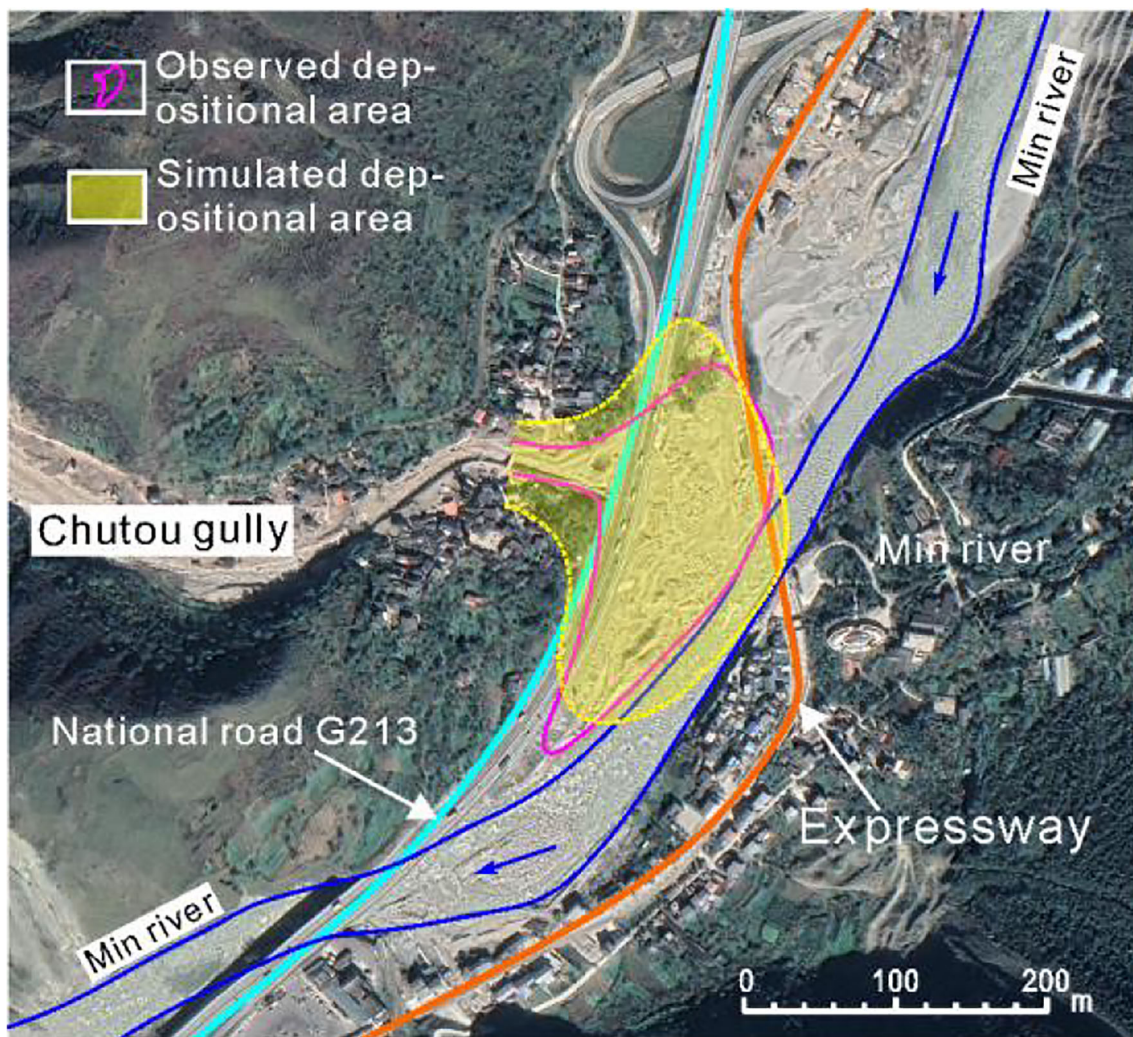 Observed dep-
ositional area
Simulated dep-
ositional area
Min river
Chutou gully
Min river
National road G213
Expressway
Min river
0 100 200
m